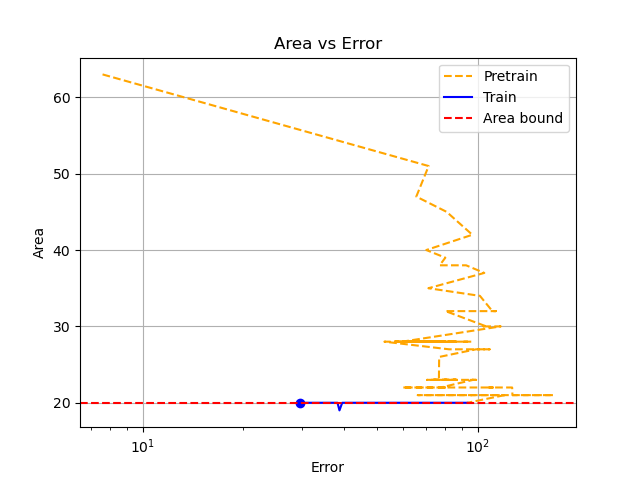 Area vs Error
Pretrain
Train
Area bound
60
50
40
30
20
Area
10¹
10²
Error